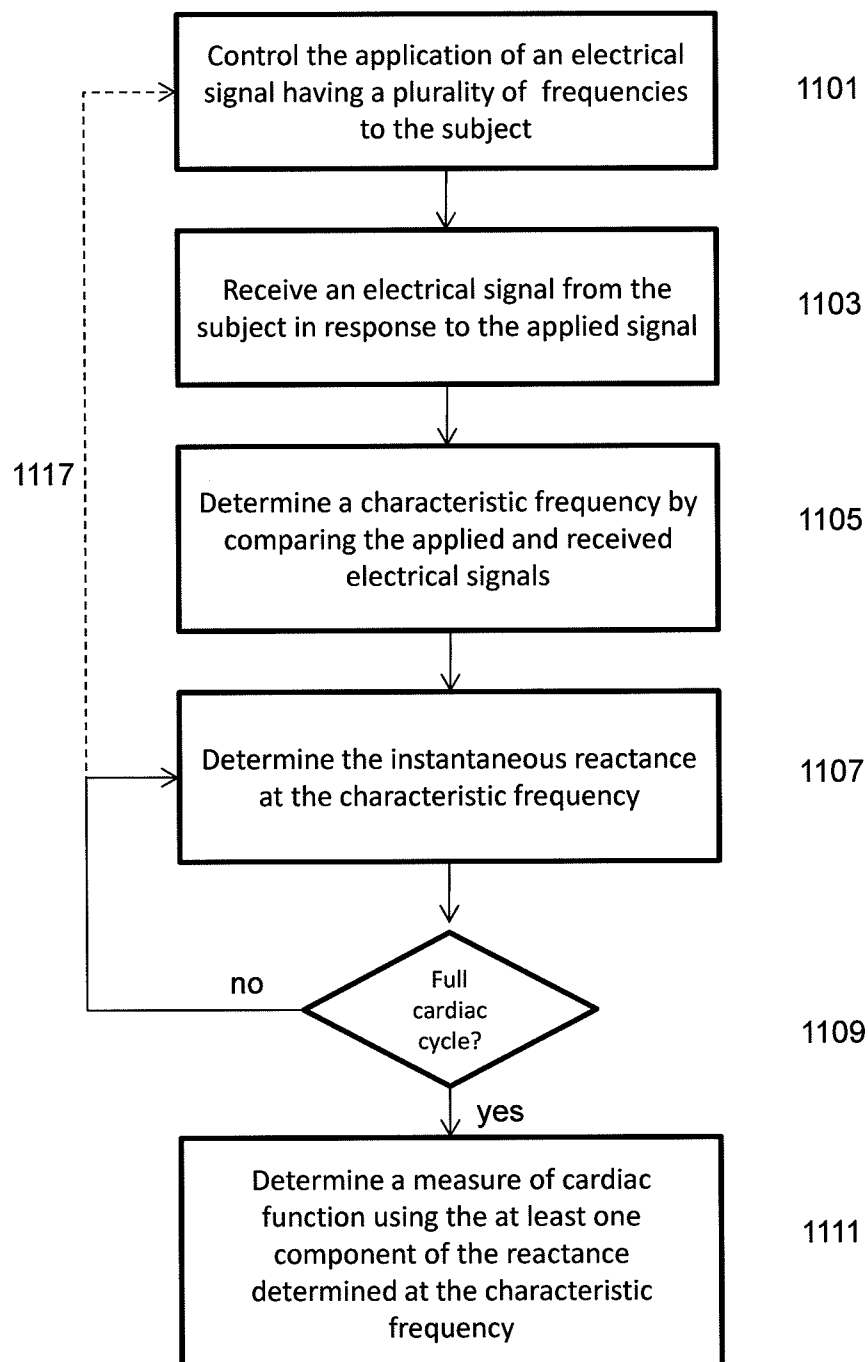 Control the application of an electrical
signal having a plurality of frequencies
to the subject
1101
Receive an electrical signal from the
subject in response to the applied signal
1103
1117
Determine a characteristic frequency by
comparing the applied and received
electrical signals
1105
Determine the instantaneous reactance
at the characteristic frequency
1107
no
Full
cardiac
cycle?
1109
yes
Determine a measure of cardiac
function using the at least one
component of the reactance
determined at the characteristic
frequency
1111